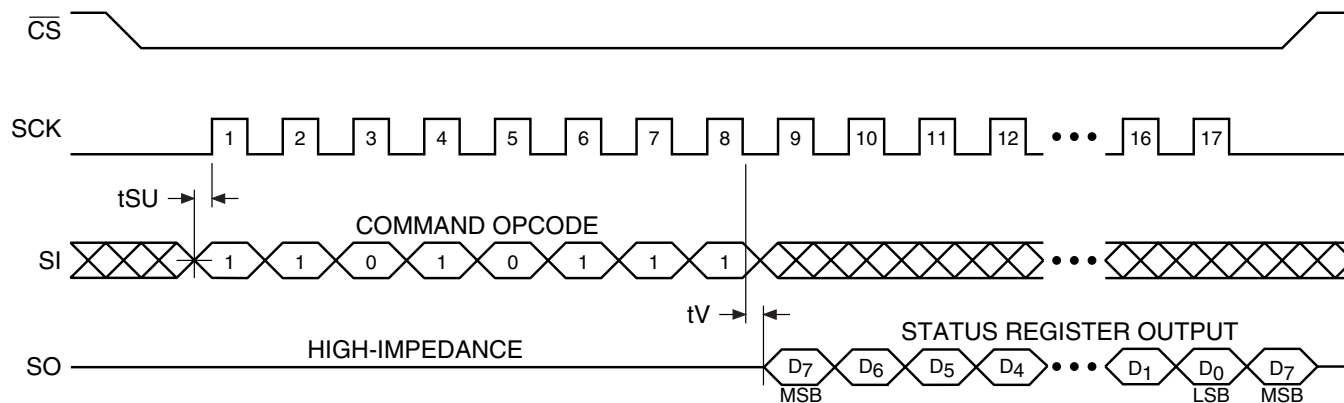 CS
SCK 1 2 3 4 5 6 7 8 9 10 11 12 ••• 16 17
tSU
COMMAND OPCODE
SI 1 1 0 1 0 1 1 1 •••
tV
HIGH-IMPEDANCE STATUS REGISTER OUTPUT
SO D7 D6 D5 D4 ••• D1 D0 D7
MSB LSB MSB